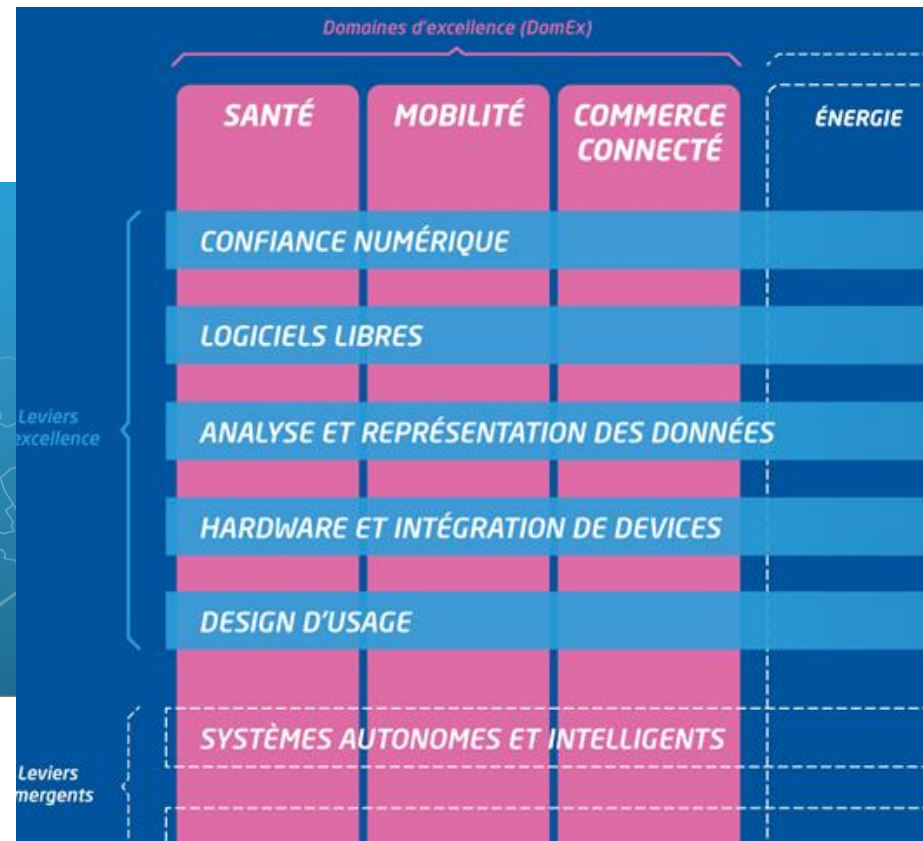 Domaines d'excellence (DomEx)
SANTÉ
MOBILITÉ
COMMERCE
CONNECTÉ
ÉNERGIE
CONFIANCE NUMÉRIQUE
LOGICIELS LIBRES
Leviers
excellence
ANALYSE ET REPRÉSENTATION DES DONNÉES
HARDWARE ET INTÉGRATION DE DEVICES
DESIGN D'USAGE
SYSTÈMES AUTONOMES ET INTELLIGENTS
Leviers
mergents